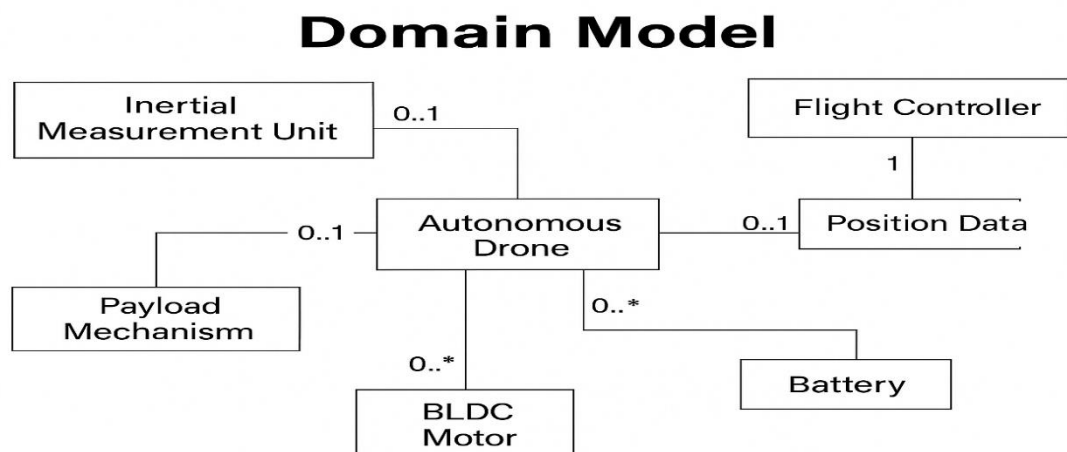 Domain Model
Inertial
Measurement Unit
0..1
Flight Controller
1
Autonomous
Drone
0..1
Position Data
0..1
Payload
Mechanism
0..*
0..*
BLDC
Motor
Battery